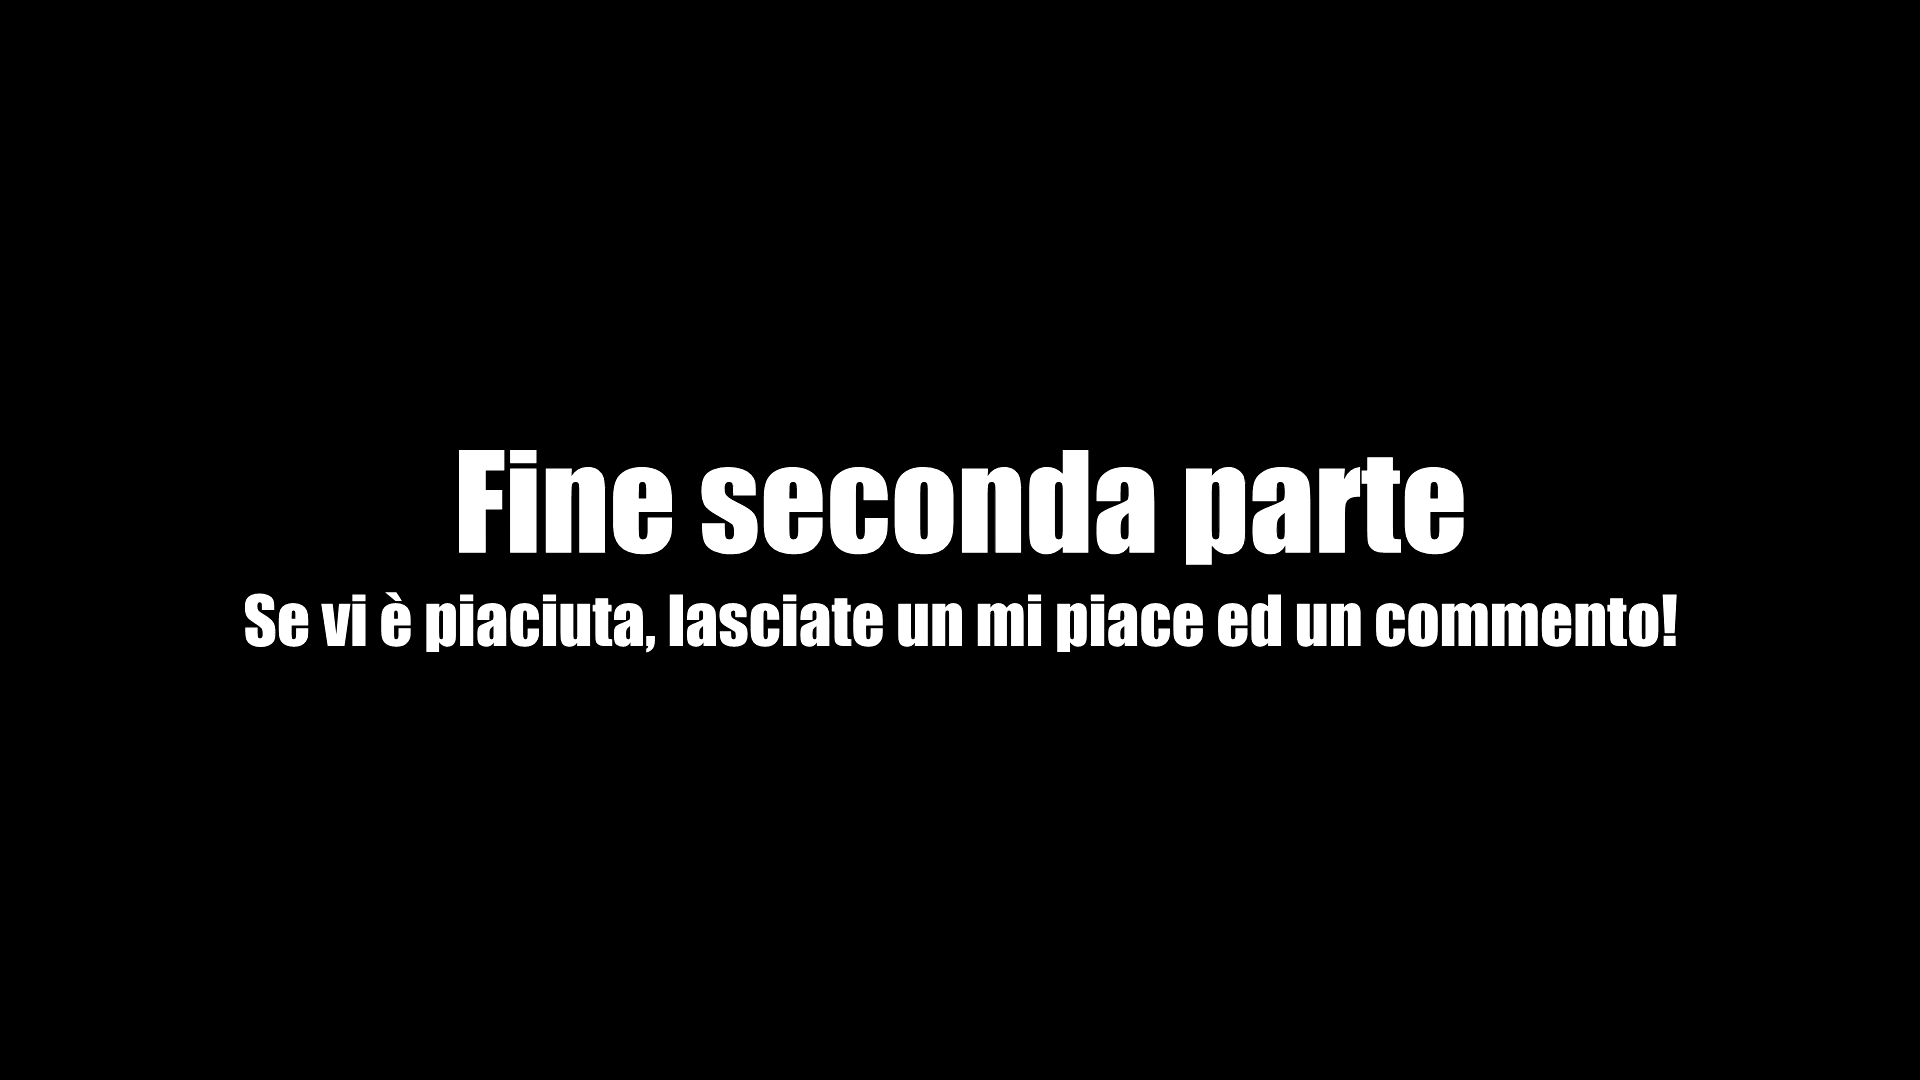 Fine seconda parte
Se vi è piaciuta, lasciate un mi piace ed un commento!